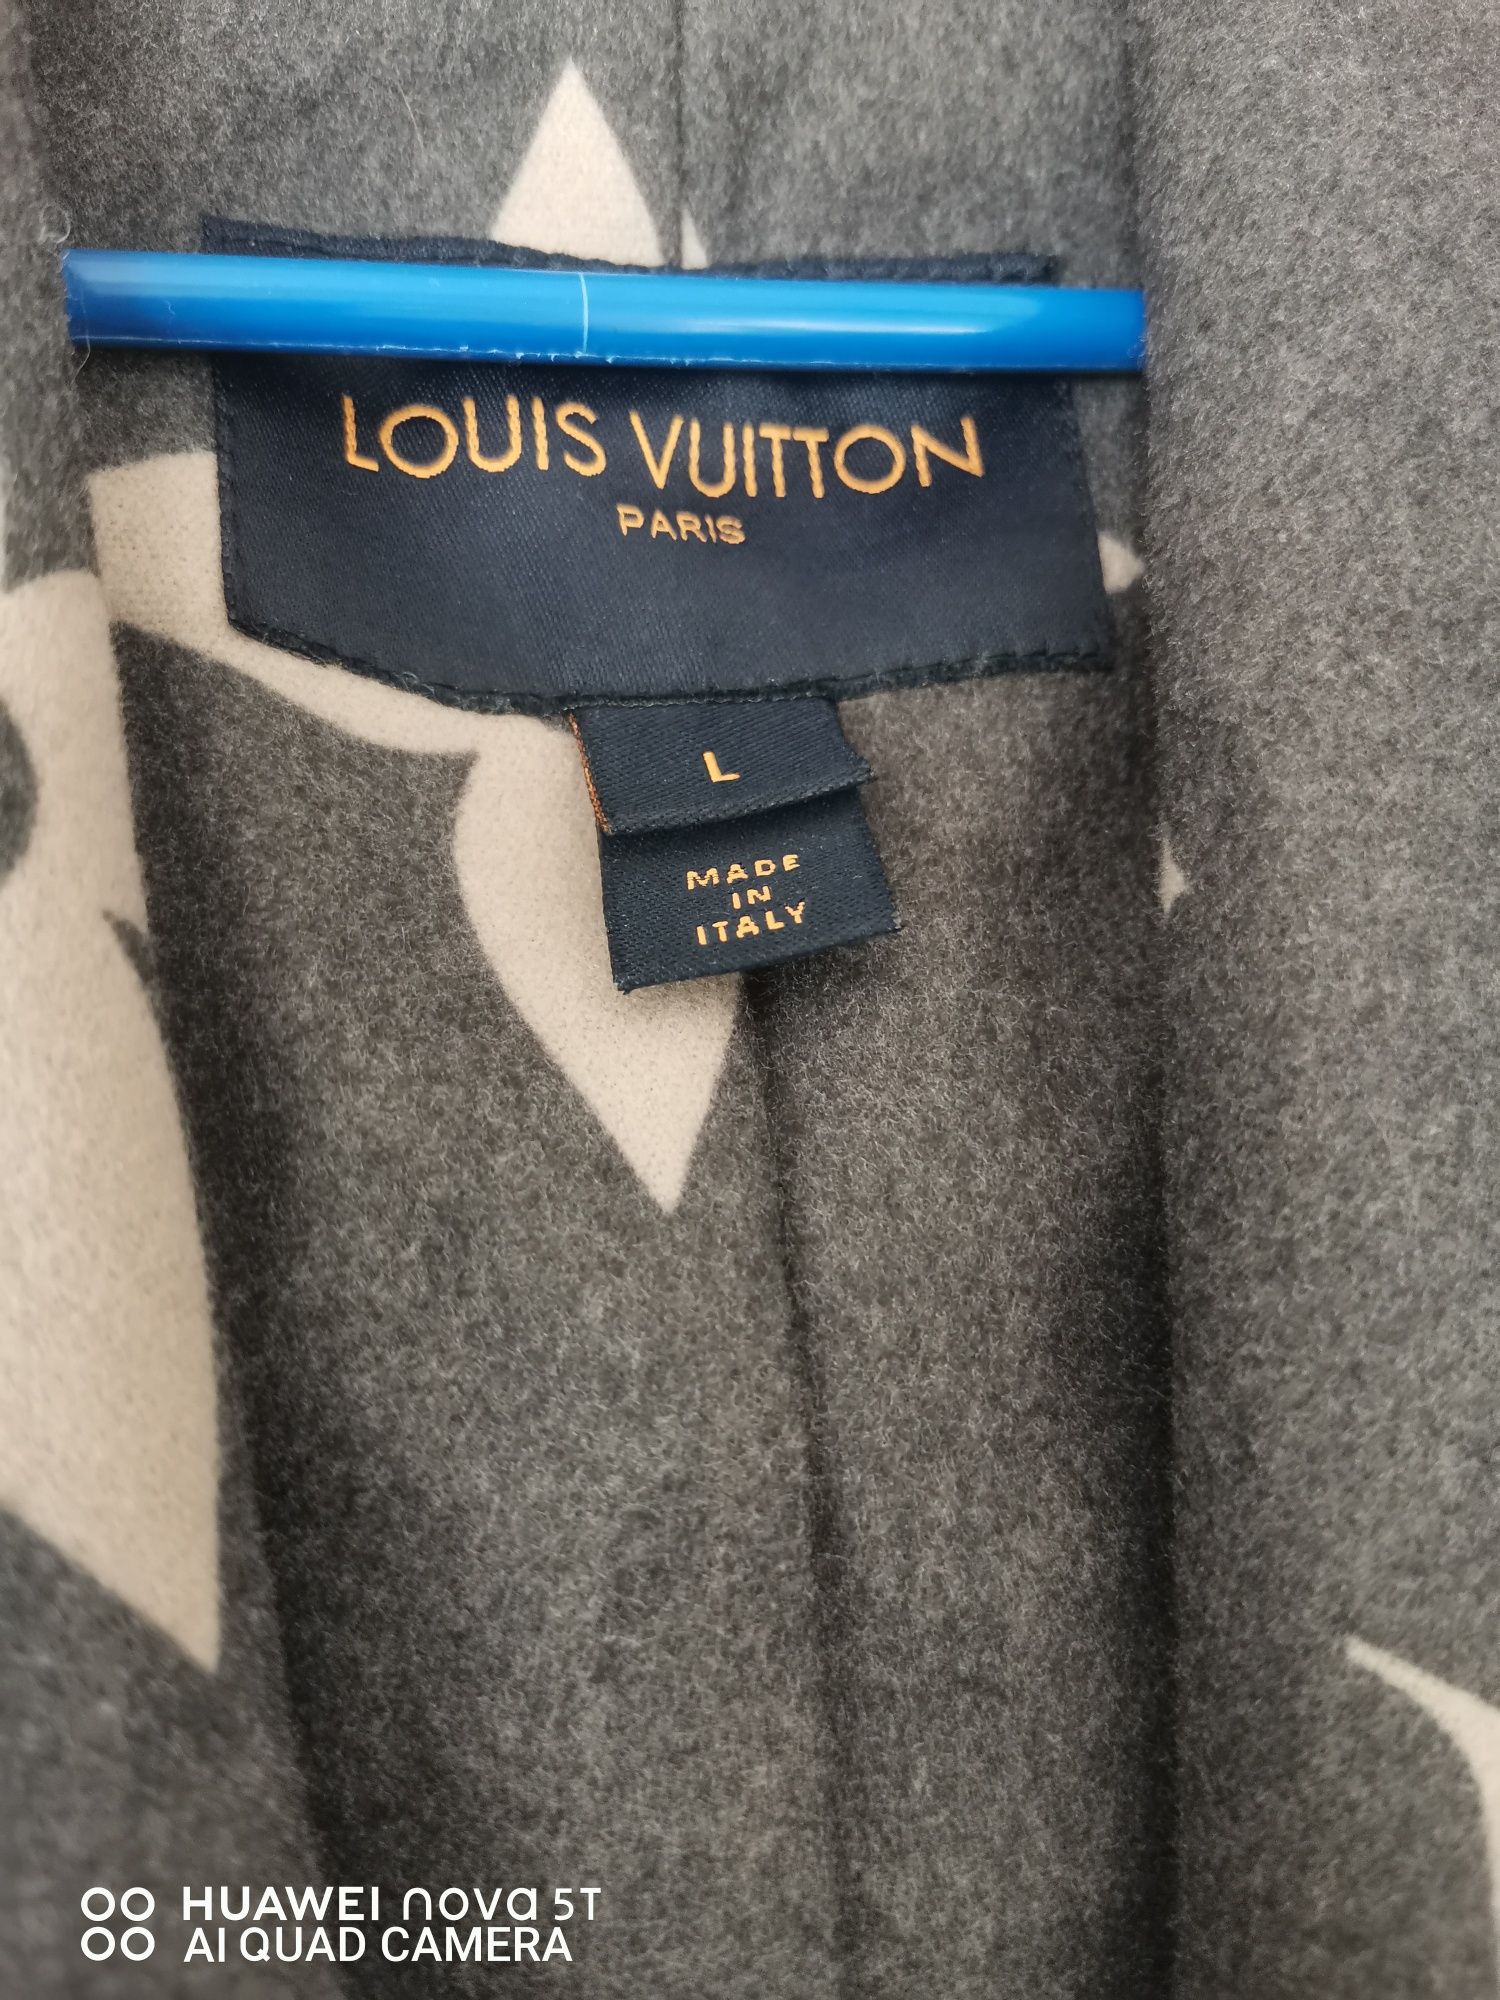 LOUIS VUITTON
PARIS
L
MADE
IN
ITALY
HUAWEI nova 5T
AI QUAD CAMERA